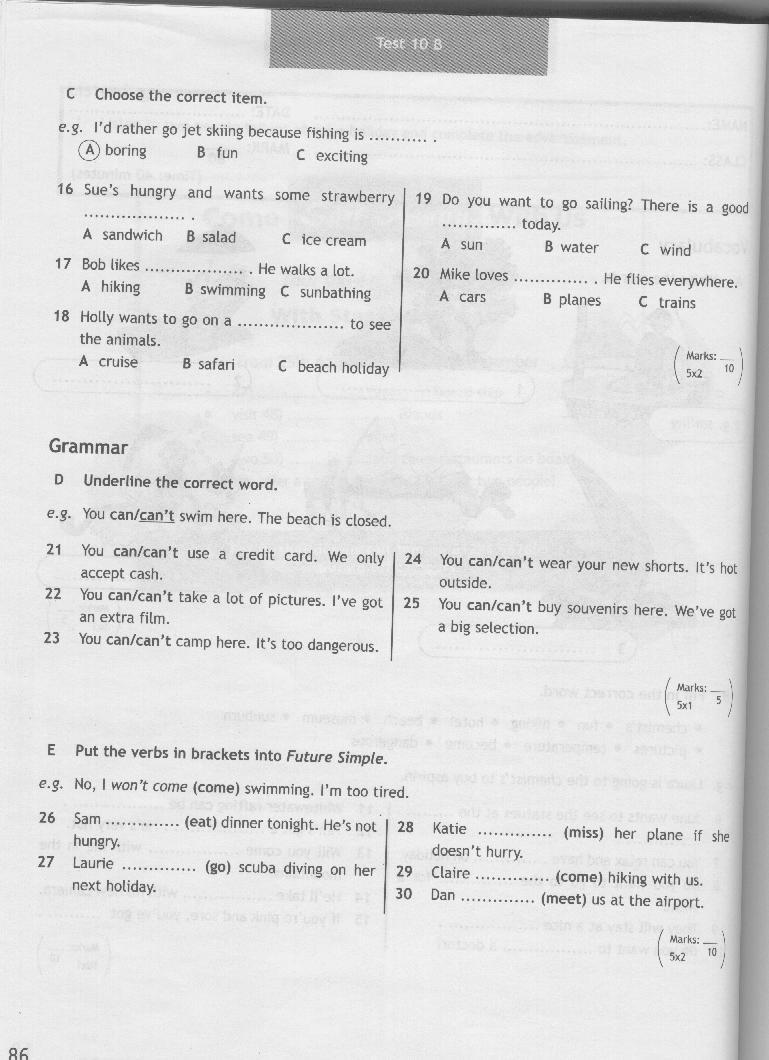 Test 10 B
C Choose the correct item.
e.g. I'd rather go jet skiing because fishing is ........... .
A boring B fun C exciting
16 Sue's hungry and wants some strawberry
.................. .
A sandwich B salad C ice cream
17 Bob likes .................. . He walks a lot.
A hiking B swimming C sunbathing
18 Holly wants to go on a ................... to see
the animals.
A cruise B safari C beach holiday
19 Do you want to go sailing? There is a good
.............. today.
A sun B water C wind
20 Mike loves ............. . He flies everywhere.
A cars B planes C trains
Marks: __
5x2 10
Grammar
D Underline the correct word.
e.g. You can/can't swim here. The beach is closed.
21 You can/can't use a credit card. We only
accept cash.
22 You can/can't take a lot of pictures. I've got
an extra film.
23 You can/can't camp here. It's too dangerous.
24 You can/can't wear your new shorts. It's hot
outside.
25 You can/can't buy souvenirs here. We've got
a big selection.
Marks: __
5x1 5
E Put the verbs in brackets into Future Simple.
e.g. No, I won't come (come) swimming. I'm too tired.
26 Sam ............. (eat) dinner tonight. He's not
hungry.
27 Laurie ............. (go) scuba diving on her
next holiday.
28 Katie ............. (miss) her plane if she
doesn't hurry.
29 Claire ............. (come) hiking with us.
30 Dan ............. (meet) us at the airport.
Marks: __
5x2 10
86